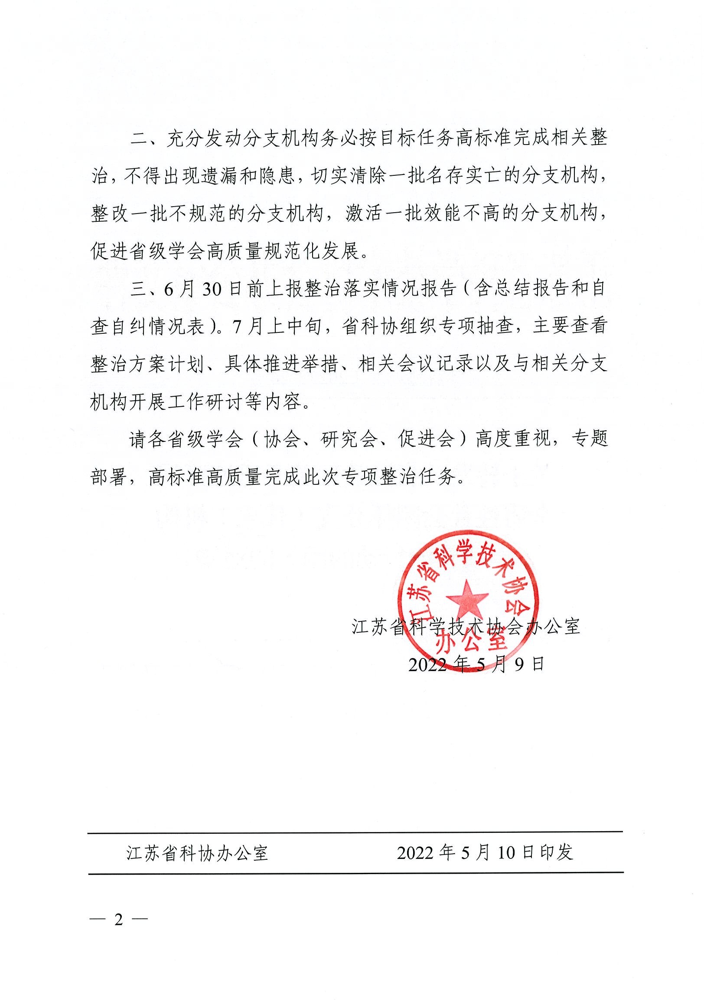 二、充分发动分支机构务必按目标任务高标准完成相关整
治，不得出现遗漏和隐患，切实清除一批名存实亡的分支机构，
整改一批不规范的分支机构，激活一批效能不高的分支机构，
促进省级学会高质量规范化发展。
三、6月30日前上报整治落实情况报告（含总结报告和自
查自纠情况表）。7月上中旬，省科协组织专项抽查，主要查看
整治方案计划、具体推进举措、相关会议记录以及与相关分支
机构开展工作研讨等内容。
请各省级学会（协会、研究会、促进会）高度重视，专题
部署，高标准高质量完成此次专项整治任务。
江苏省科学技术协会
办公室
江苏省科学技术协会办公室
2022年5月9日
江苏省科协办公室 2022年5月10日印发
— 2 —